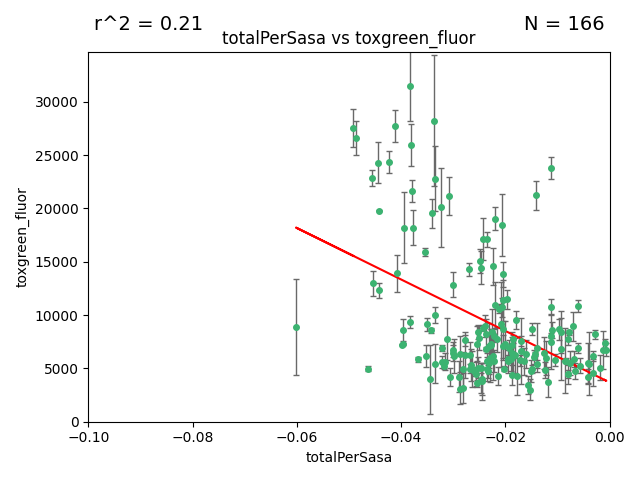 r^2 = 0.21
N = 166
totalPerSasa vs toxgreen_fluor
30000
25000
20000
15000
10000
5000
0
toxgreen_fluor
−0.10
−0.08
−0.06
−0.04
−0.02
0.00
totalPerSasa